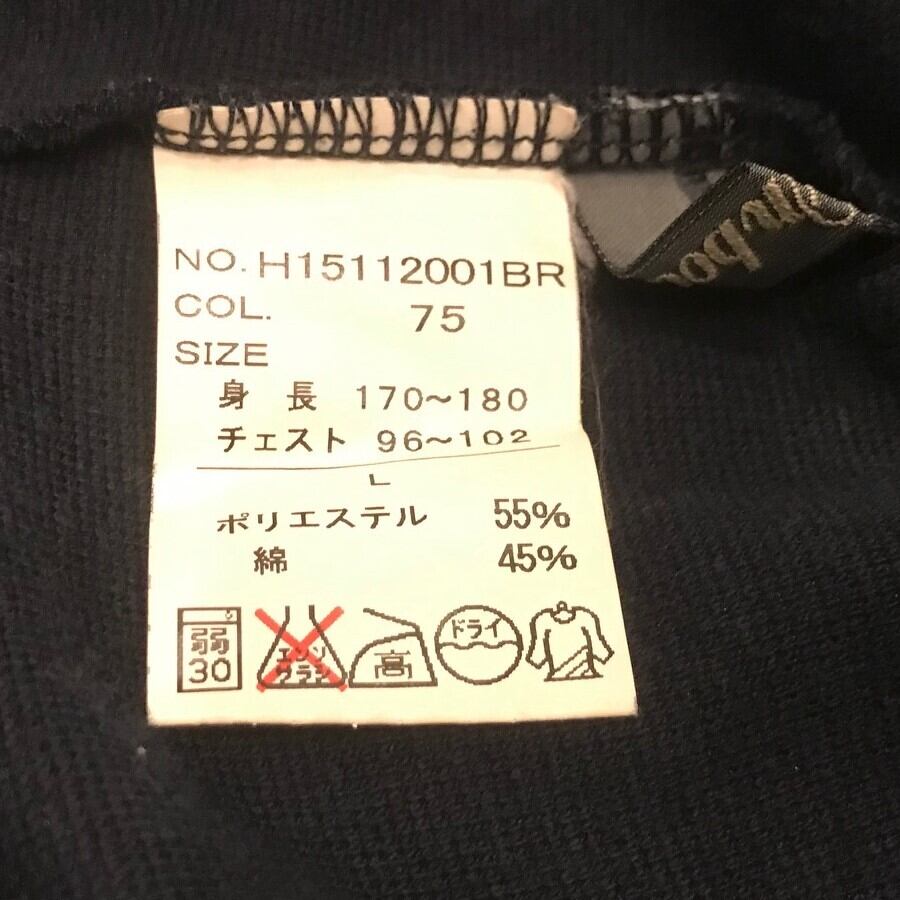 NO. H15112001BR
COL. 75
SIZE
身長 170～180
チェスト 96～102
L
ポリエステル 55%
綿 45%
弱 30
エンソ サラシ
高
ドライ